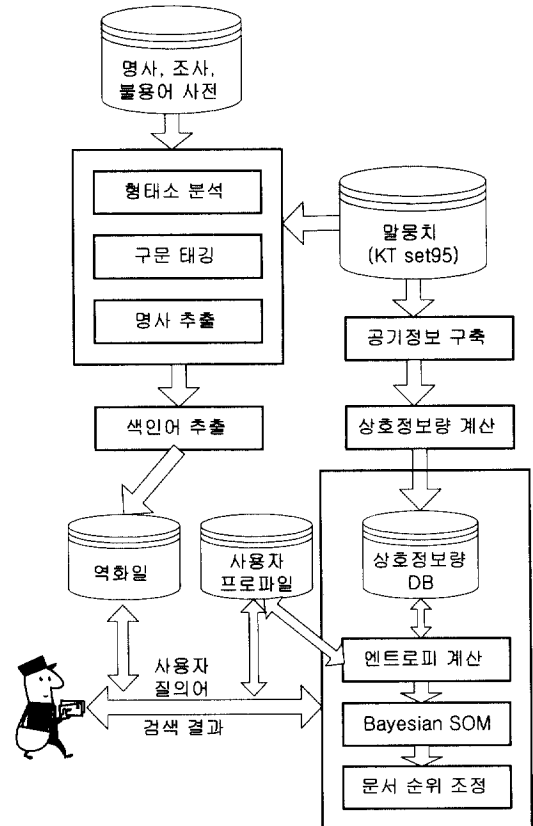 명사, 조사,
불용어 사전
형태소 분석
구문 태깅
명사 추출
말뭉치
(KT set95)
공기정보 구축
색인어 추출
상호정보량 계산
역화일
사용자
프로파일
상호정보량
DB
엔트로피 계산
사용자
질의어
검색 결과
Bayesian SOM
문서 순위 조정